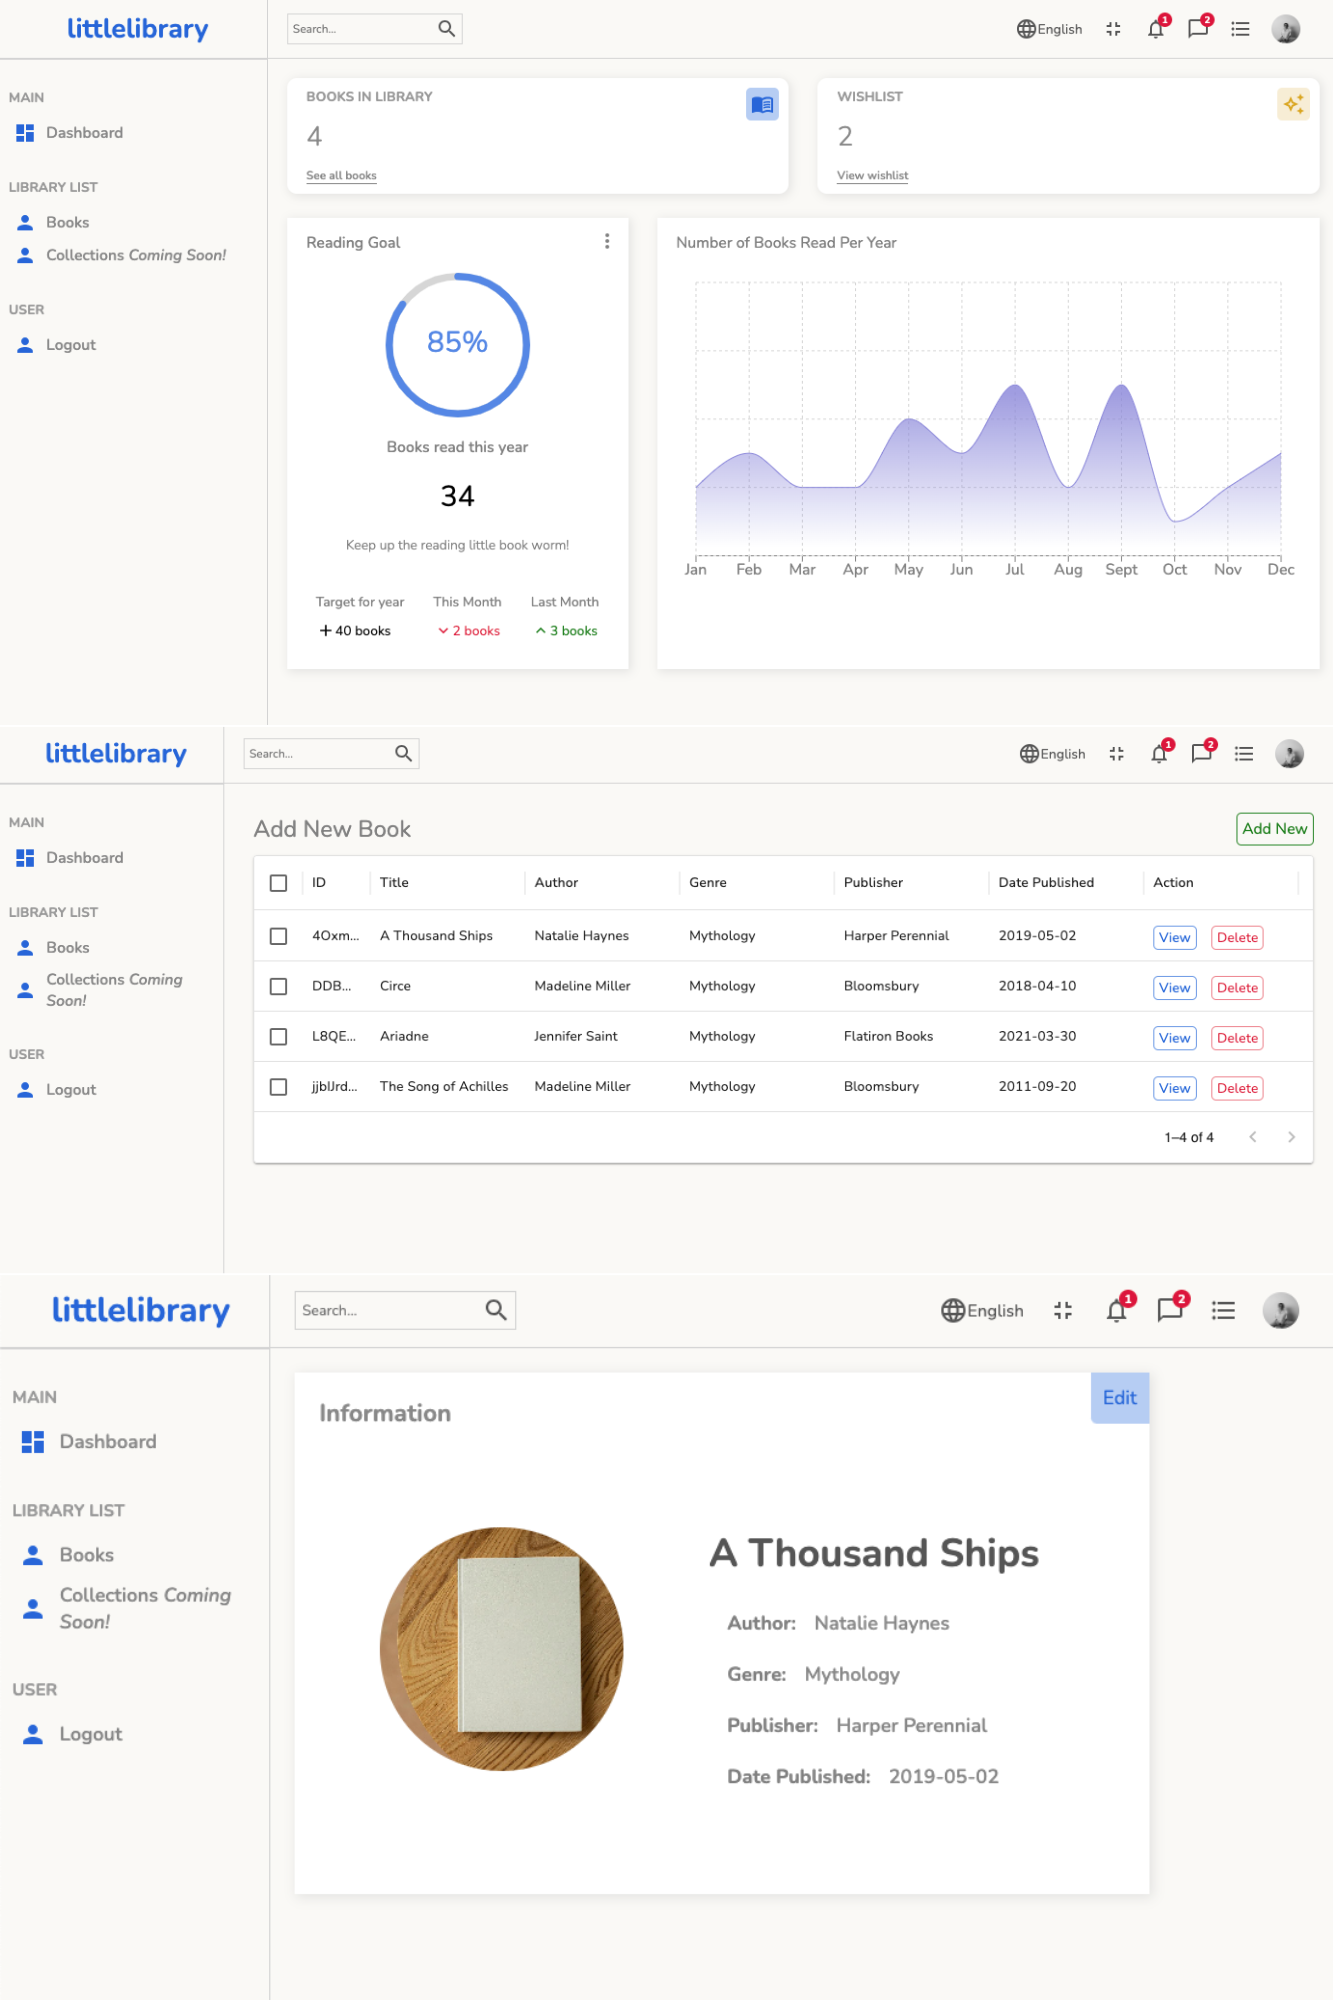 littlelibrary
Search...
English
1
2
MAIN
Dashboard
LIBRARY LIST
Books
Collections Coming Soon!
USER
Logout
BOOKS IN LIBRARY
4
See all books
WISHLIST
2
View wishlist
Reading Goal
85%
Books read this year
34
Keep up the reading little book worm!
Target for year This Month Last Month
40 books 2 books 3 books
Number of Books Read Per Year
Jan Feb Mar Apr May Jun Jul Aug Sept Oct Nov Dec
littlelibrary
Search...
English
1
2
MAIN
Dashboard
LIBRARY LIST
Books
Collections Coming
Soon!
USER
Logout
Add New Book
Add New
ID Title Author Genre Publisher Date Published Action
4Oxm... A Thousand Ships Natalie Haynes Mythology Harper Perennial 2019-05-02 View Delete
DDB... Circe Madeline Miller Mythology Bloomsbury 2018-04-10 View Delete
L8QE... Ariadne Jennifer Saint Mythology Flatiron Books 2021-03-30 View Delete
The Song of Achilles Madeline Miller Mythology Bloomsbury 2011-09-20 View Delete
1–4 of 4
littlelibrary
Search...
English
1
2
MAIN
Dashboard
LIBRARY LIST
Books
Collections Coming
Soon!
USER
Logout
Information
Edit
A Thousand Ships
Author: Natalie Haynes
Genre: Mythology
Publisher: Harper Perennial
Date Published: 2019-05-02